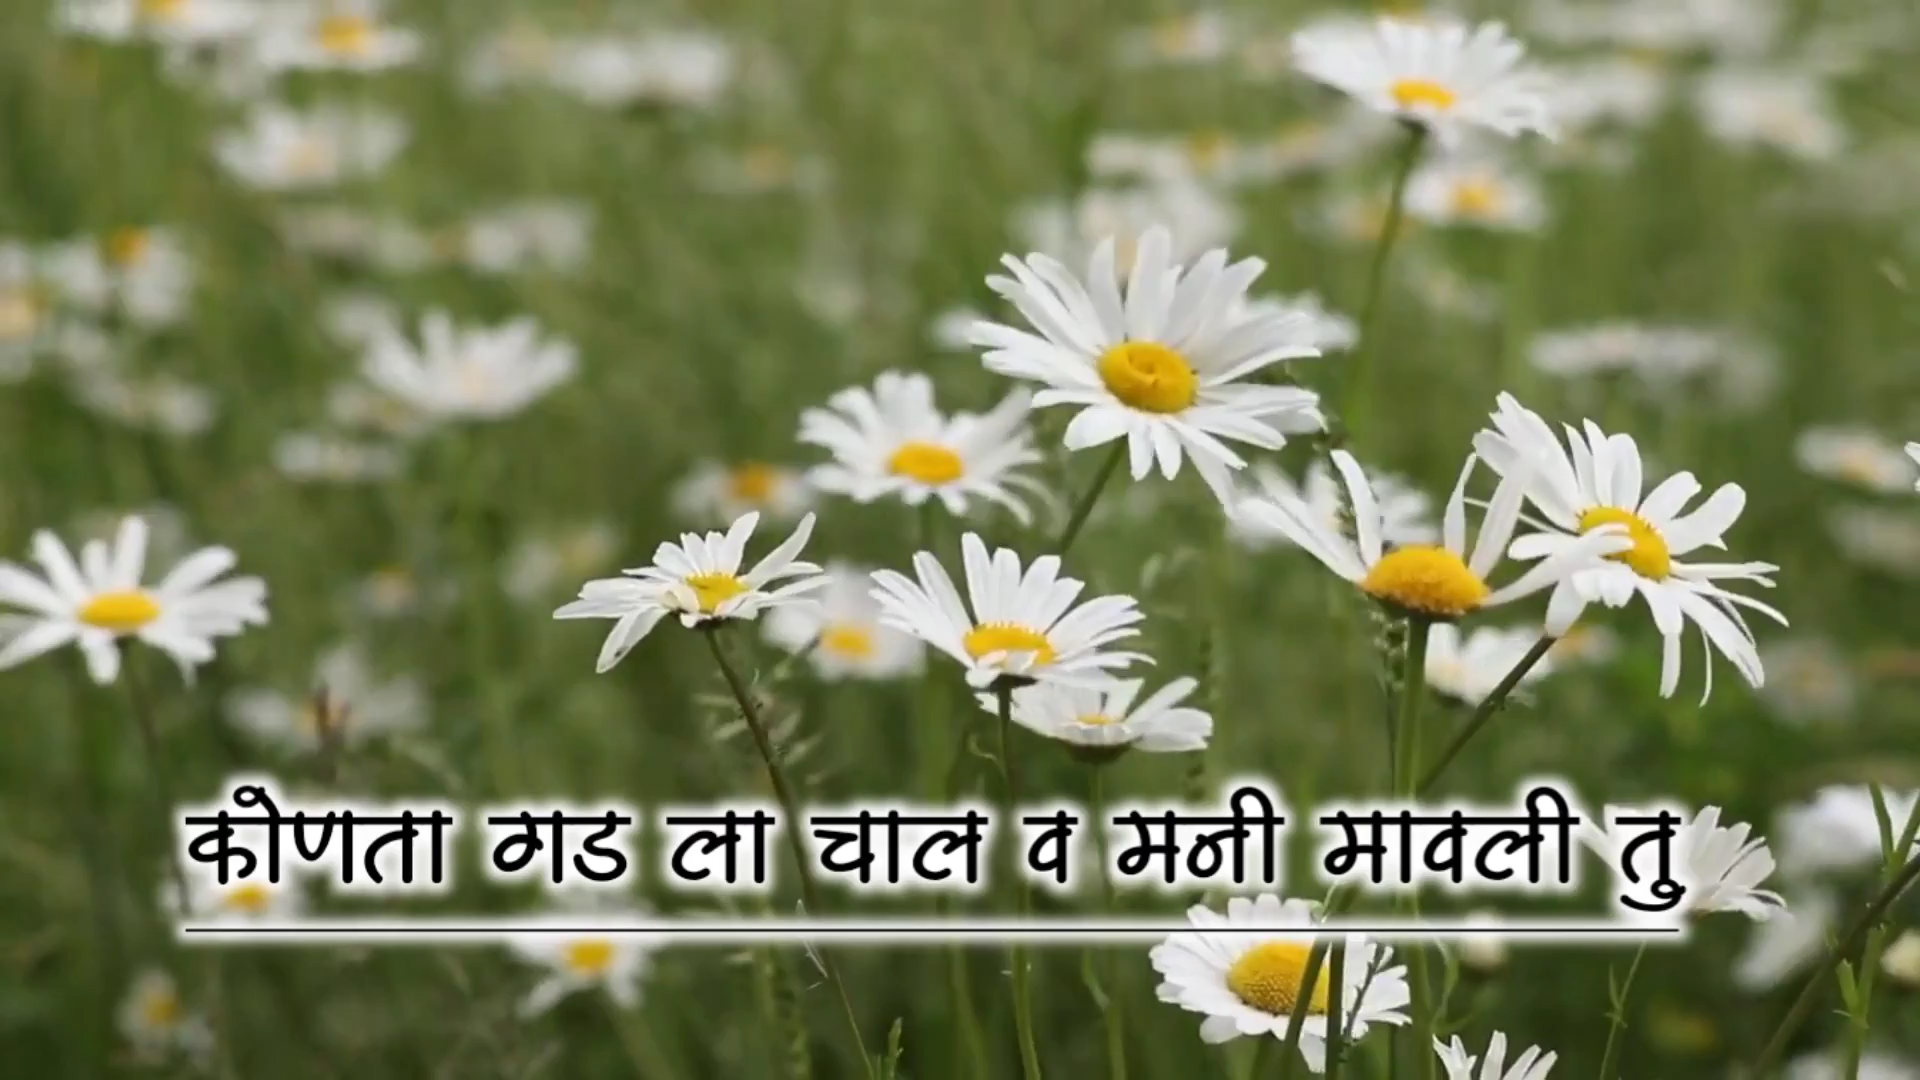 कोणता गड ला चाल व मनी मावली तु